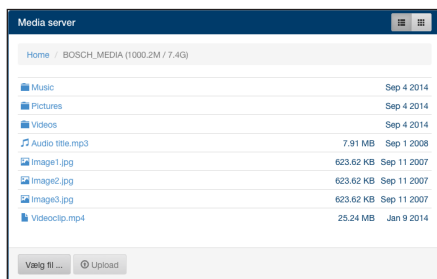 Media server
Home / BOSCH_MEDIA (1000.2M / 7.4G)
Music Sep 4 2014
Pictures Sep 4 2014
Videos Sep 4 2014
Audio title.mp3 7.91 MB Sep 1 2008
Image1.jpg 623.62 KB Sep 11 2007
Image2.jpg 623.62 KB Sep 11 2007
Image3.jpg 623.62 KB Sep 11 2007
Videoclip.mp4 25.24 MB Jan 9 2014
Vælg fil ... Upload